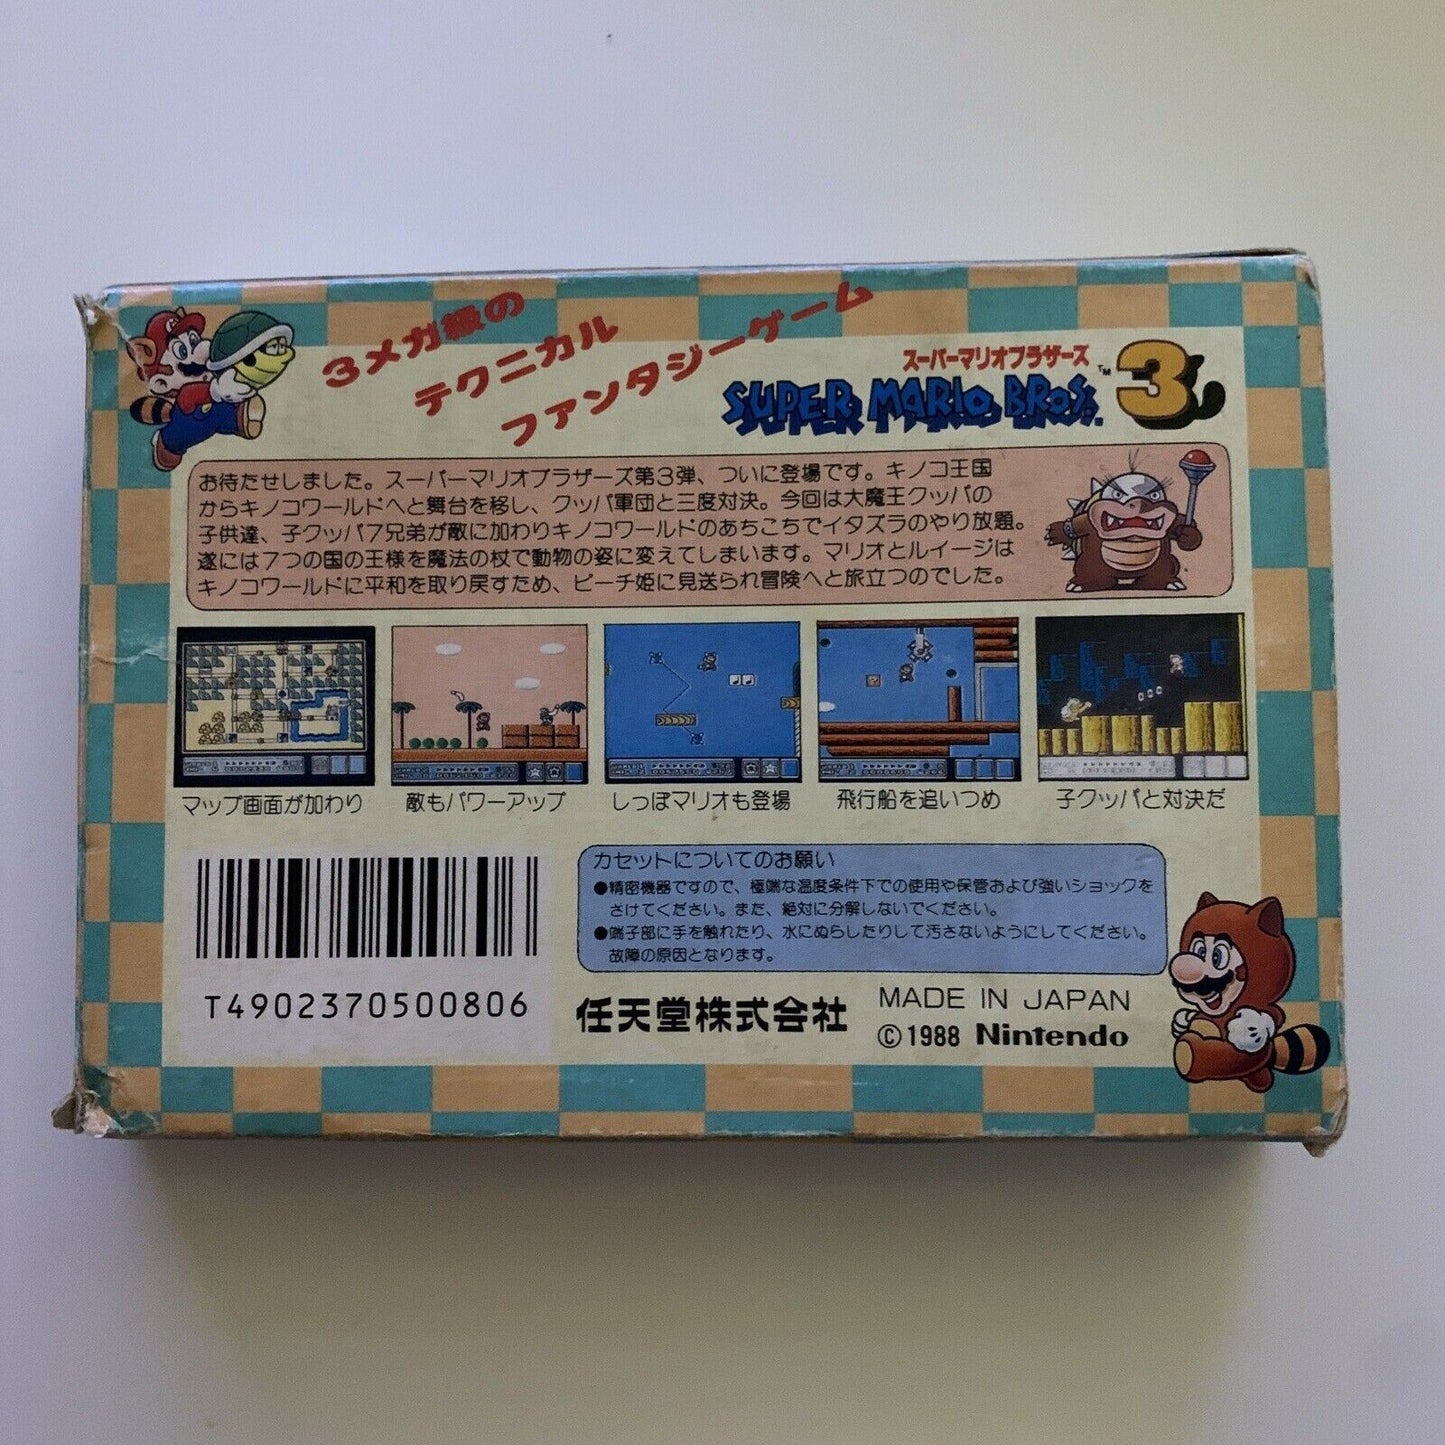 3メガ級の
テクニカル
ファンタジーゲーム
スーパーマリオブラザーズ
SUPER MARIO BROS. 3
TM
お待たせしました。スーパーマリオブラザーズ第3弾、ついに登場です。キノコ王国
からキノコワールドへと舞台を移し、クッパ軍団と三度対決。今回は大魔王クッパの
子供達、子クッパ7兄弟が敵に加わりキノコワールドのあちこちでイタズラのやり放題。
遂には7つの国の王様を魔法の杖で動物の姿に変えてしまいます。マリオとルイージは
キノコワールドに平和を取り戻すため、ピーチ姫に見送られ冒険へと旅立つのでした。
マップ画面が加わり
敵もパワーアップ
しっぽマリオも登場
飛行船を追いつめ
子クッパと対決だ
カセットについてのお願い
●精密機器ですので、極端な温度条件下での使用や保管および強いショックを
さけてください。また、絶対に分解しないでください。
●端子部に手を触れたり、水にぬらしたりして汚さないようにしてください。
故障の原因となります。
T4902370500806
任天堂株式会社
MADE IN JAPAN
©1988 Nintendo